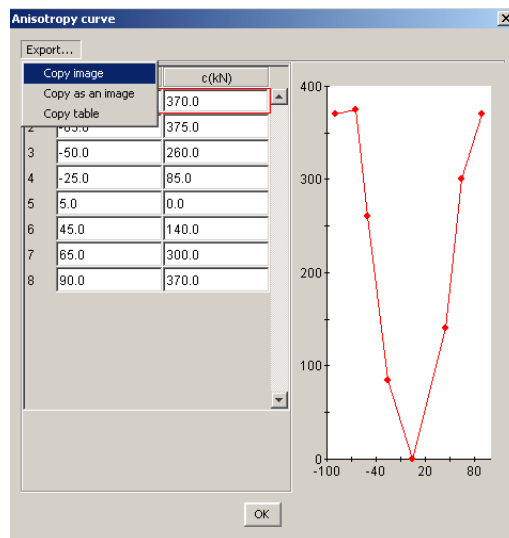 Anisotropy curve
Export...
Copy image
Copy as an image
Copy table
c(kN)
370.0
2 -65.0 375.0
3 -50.0 260.0
4 -25.0 85.0
5 5.0 0.0
6 45.0 140.0
7 65.0 300.0
8 90.0 370.0
400
300
200
100
0
-100 -40 20 80
OK